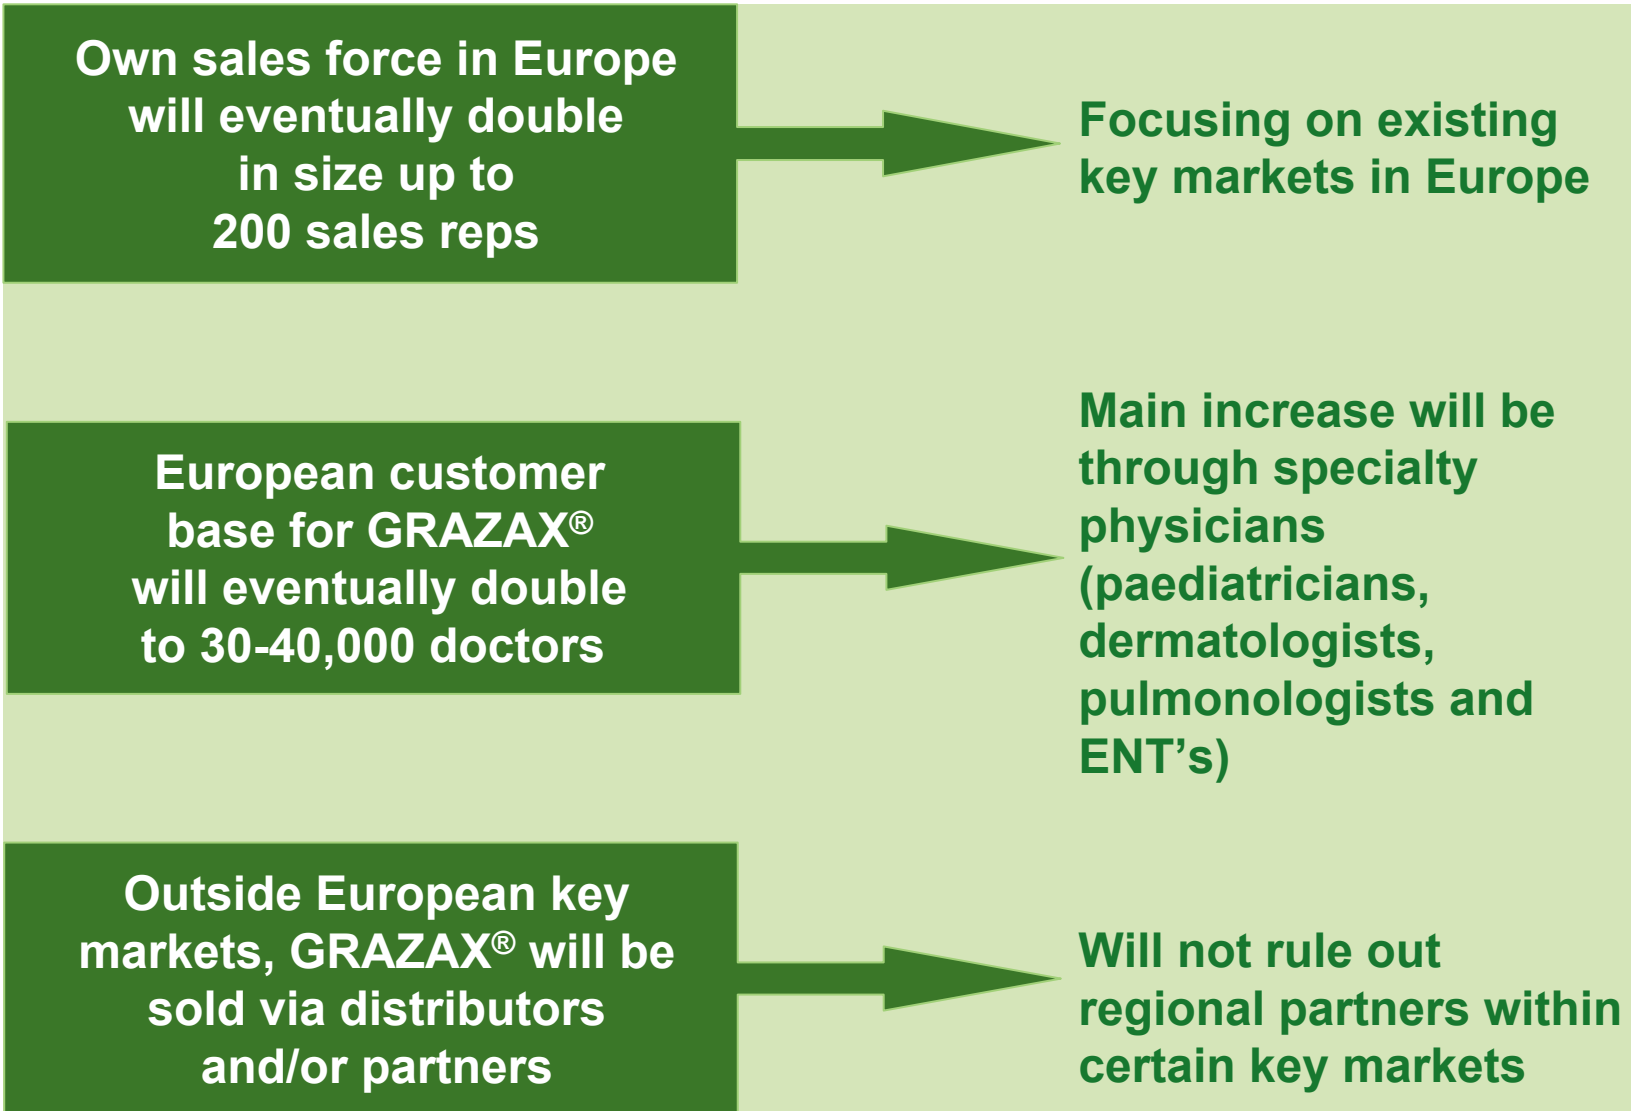 Own sales force in Europe
will eventually double
in size up to
200 sales reps
Focusing on existing
key markets in Europe
European customer
base for GRAZAX®
will eventually double
to 30-40,000 doctors
Main increase will be
through specialty
physicians
(paediatricians,
dermatologists,
pulmonologists and
ENT’s)
Outside European key
markets, GRAZAX® will be
sold via distributors
and/or partners
Will not rule out
regional partners within
certain key markets